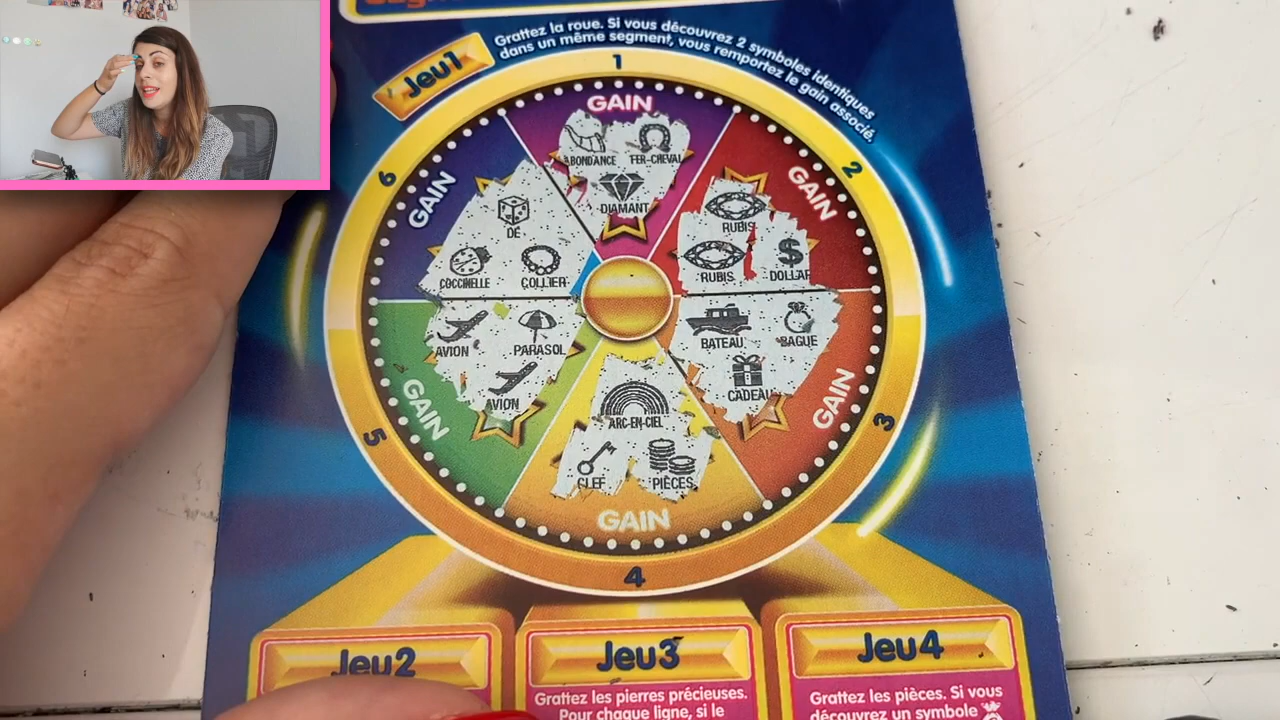 Jeu1
Grattez la roue. Si vous découvrez 2 symboles identiques
dans un même segment, vous remportez le gain associé.
1
GAIN
ABONDANCE FER-CHEVAL
DIAMANT
2
GAIN
RUBIS
RUBIS DOLLAR
3
GAIN
BATEAU BAGUE
CADEAU
4
GAIN
ARC-EN-CIEL
CLEF PIÈCES
5
GAIN
AVION PARASOL
AVION
6
GAIN
DÉ
COCCINELLE COLLIER
Jeu2
Jeu3
Grattez les pierres précieuses.
Pour chaque ligne, si le
Jeu4
Grattez les pièces. Si vous
découvrez un symbole